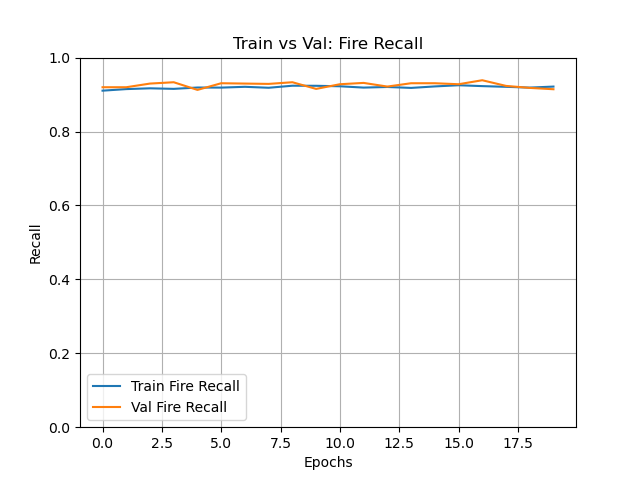 Train vs Val: Fire Recall
Recall
1.0
0.8
0.6
0.4
0.2
0.0
Train Fire Recall
Val Fire Recall
0.0 2.5 5.0 7.5 10.0 12.5 15.0 17.5
Epochs